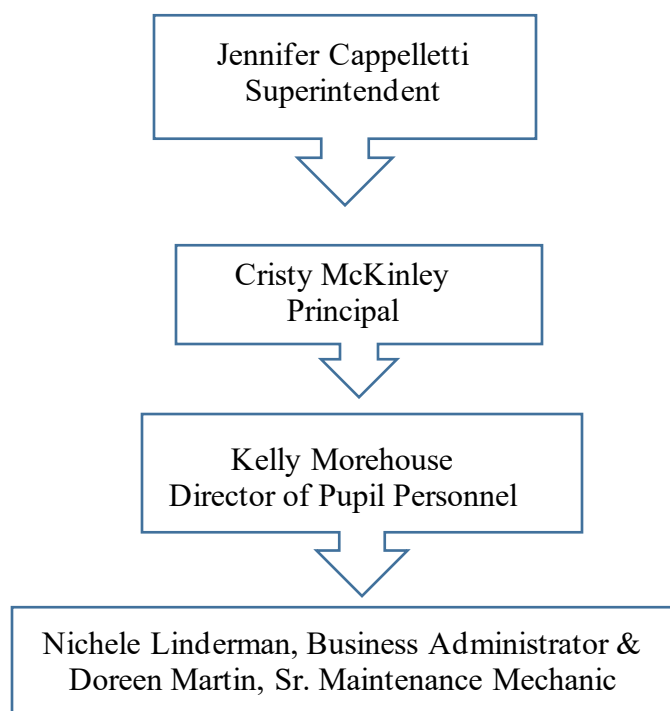 Jennifer Cappelletti
Superintendent
Cristy McKinley
Principal
Kelly Morehouse
Director of Pupil Personnel
Nichele Linderman, Business Administrator &
Doreen Martin, Sr. Maintenance Mechanic